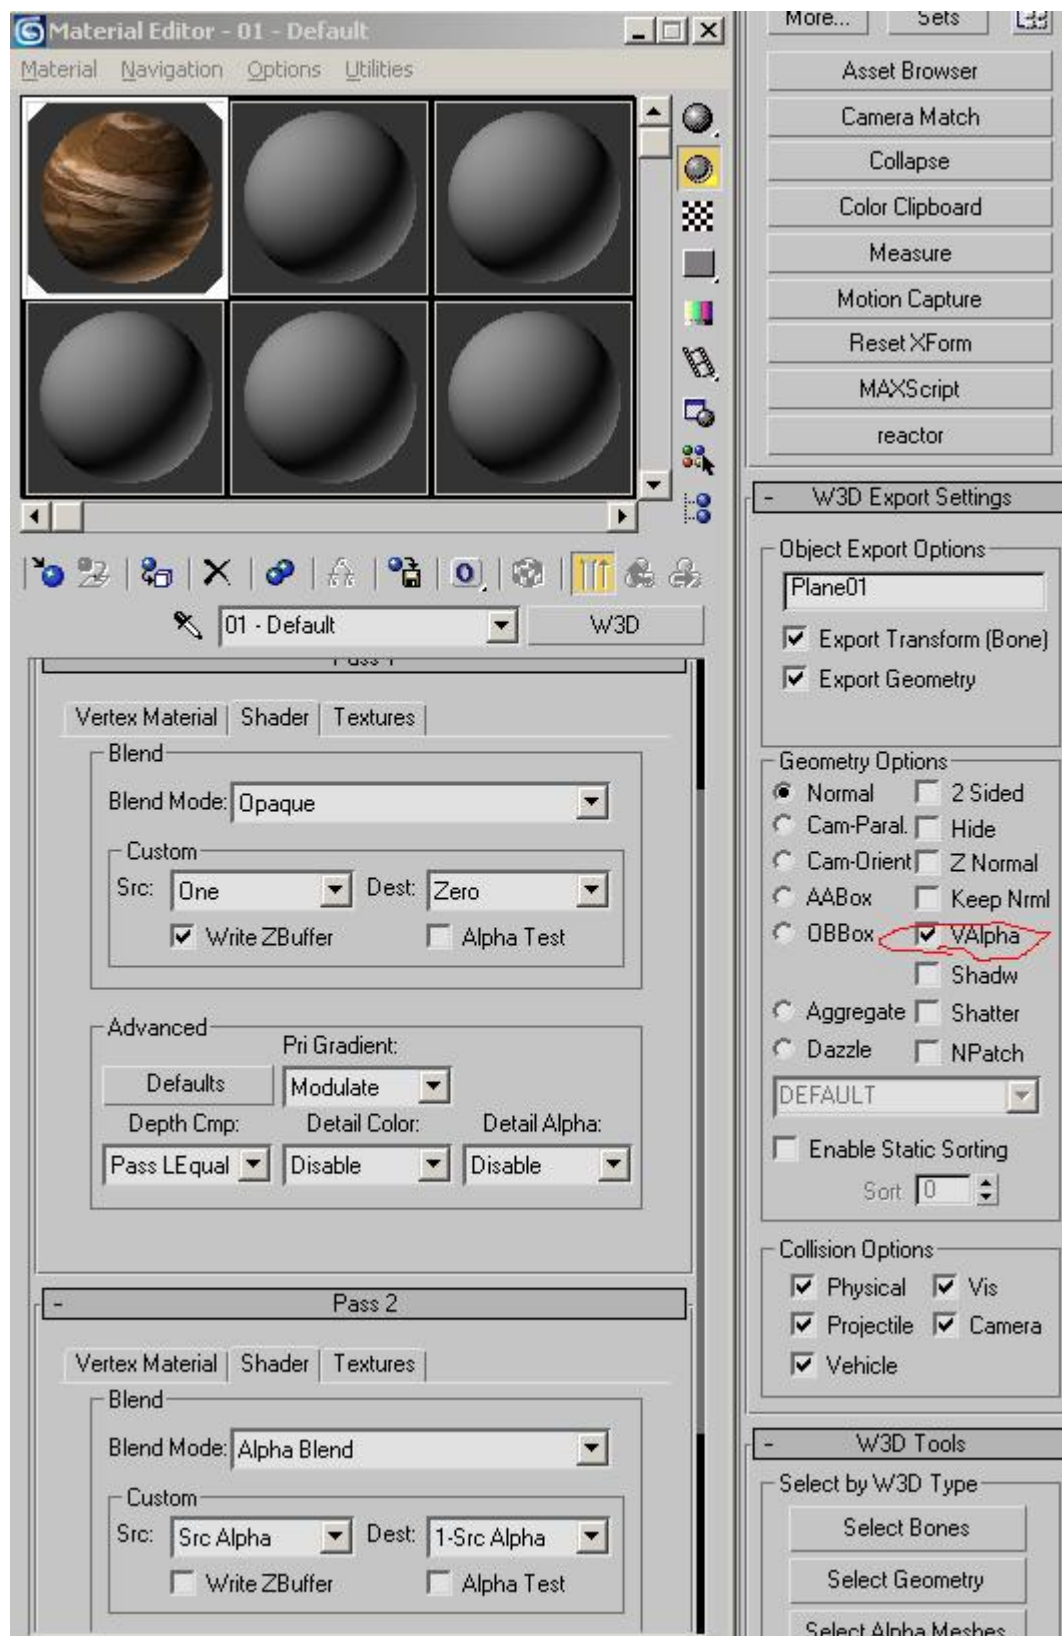 Material Editor - 01 - Default
Material Navigation Options Utilities
01 - Default W3D
Pass 1
Vertex Material Shader Textures
Blend
Blend Mode: Opaque
Custom
Src: One Dest: Zero
Write ZBuffer Alpha Test
Advanced
Pri Gradient:
Defaults Modulate
Depth Cmp: Detail Color: Detail Alpha:
Pass LEqual Disable Disable
- Pass 2
Vertex Material Shader Textures
Blend
Blend Mode: Alpha Blend
Custom
Src: Src Alpha Dest: 1-Src Alpha
Write ZBuffer Alpha Test
More... Sets
Asset Browser
Camera Match
Collapse
Color Clipboard
Measure
Motion Capture
Reset XForm
MAXScript
reactor
- W3D Export Settings
Object Export Options
Plane01
Export Transform (Bone)
Export Geometry
Geometry Options
Normal 2 Sided
Cam-Paral. Hide
Cam-Orient Z Normal
AABox Keep Nrml
OBBox VAlpha
Shadw
Aggregate Shatter
Dazzle NPatch
DEFAULT
Enable Static Sorting
Sort 0
Collision Options
Physical Vis
Projectile Camera
Vehicle
- W3D Tools
Select by W3D Type
Select Bones
Select Geometry
Select Alpha Meshes